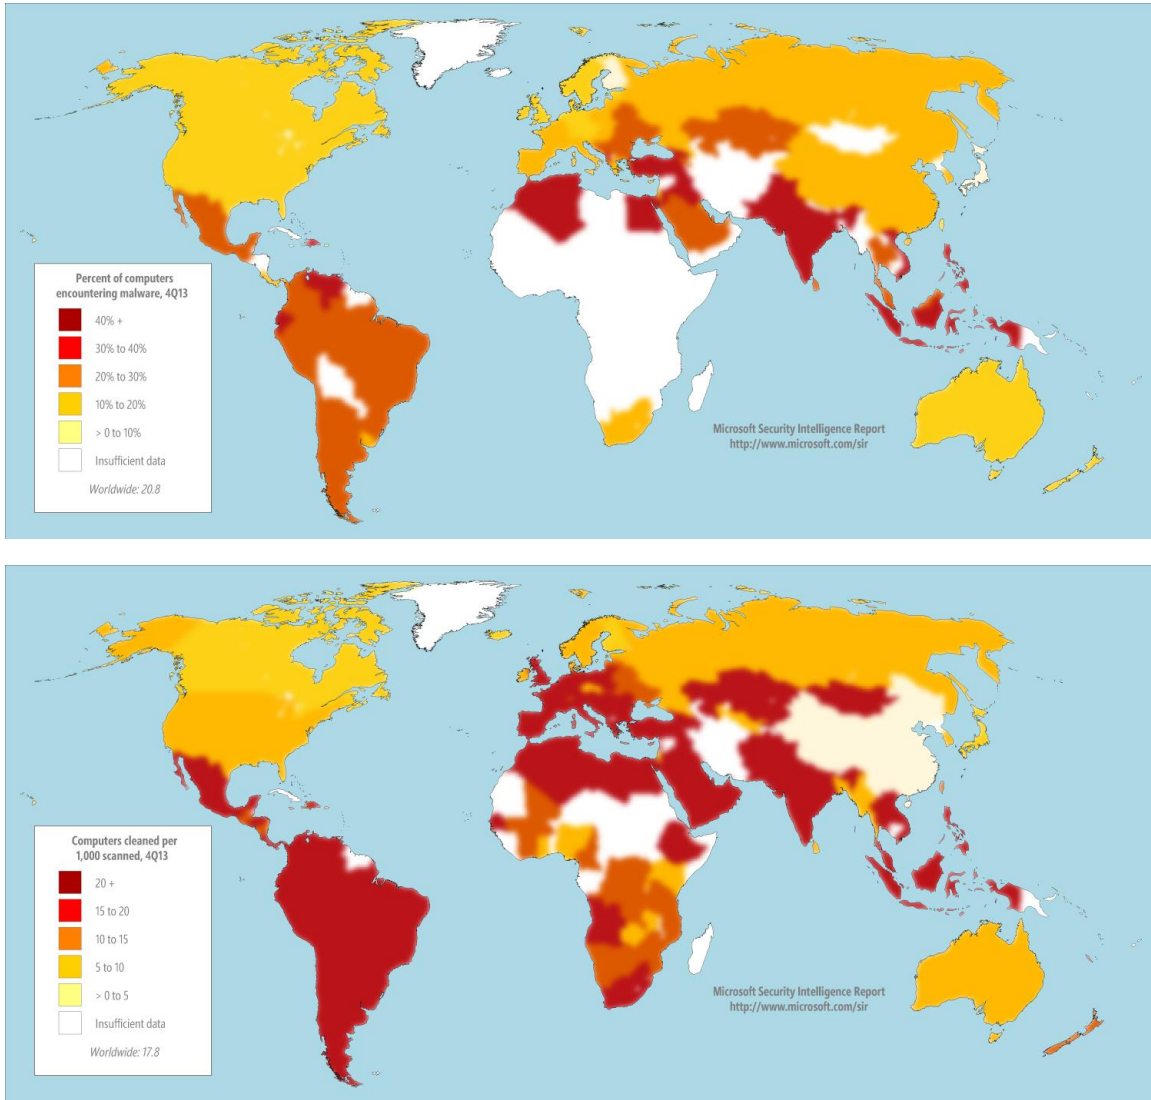 Percent of computers
encountering malware, 4Q13
40% +
30% to 40%
20% to 30%
10% to 20%
> 0 to 10%
Insufficient data
Worldwide: 20.8
Microsoft Security Intelligence Report
http://www.microsoft.com/sir
Computers cleaned per
1,000 scanned, 4Q13
20 +
15 to 20
10 to 15
5 to 10
> 0 to 5
Insufficient data
Worldwide: 17.8
Microsoft Security Intelligence Report
http://www.microsoft.com/sir